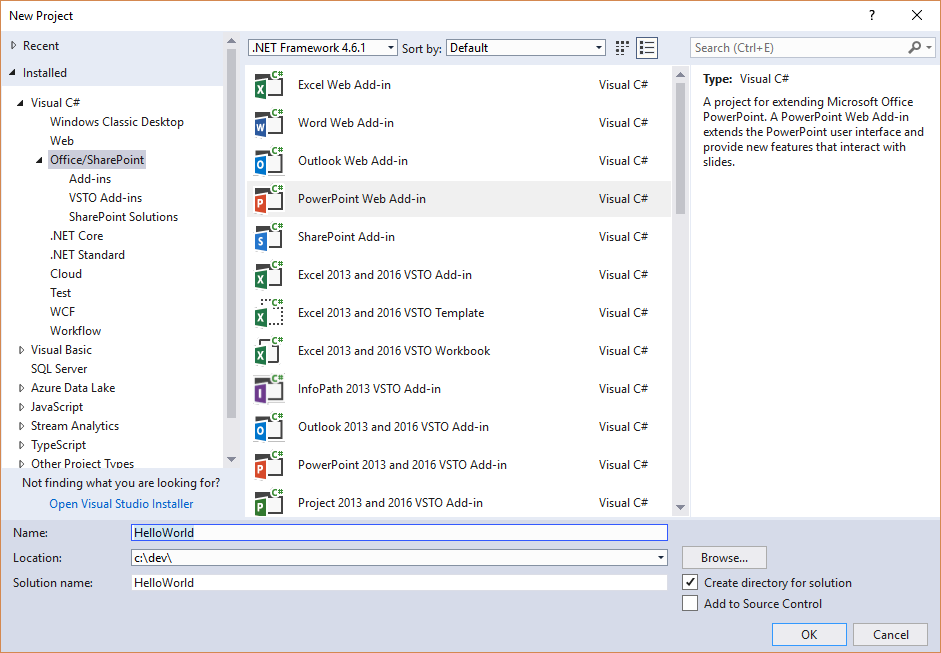 New Project
?
Recent
Installed
Visual C#
Windows Classic Desktop
Web
Office/SharePoint
Add-ins
VSTO Add-ins
SharePoint Solutions
.NET Core
.NET Standard
Cloud
Test
WCF
Workflow
Visual Basic
SQL Server
Azure Data Lake
JavaScript
Stream Analytics
TypeScript
Other Project Types
Not finding what you are looking for?
Open Visual Studio Installer
.NET Framework 4.6.1 Sort by: Default
C# Excel Web Add-in Visual C#
C# Word Web Add-in Visual C#
C# Outlook Web Add-in Visual C#
C# PowerPoint Web Add-in Visual C#
C# SharePoint Add-in Visual C#
C# Excel 2013 and 2016 VSTO Add-in Visual C#
C# Excel 2013 and 2016 VSTO Template Visual C#
C# Excel 2013 and 2016 VSTO Workbook Visual C#
C# InfoPath 2013 VSTO Add-in Visual C#
C# Outlook 2013 and 2016 VSTO Add-in Visual C#
C# PowerPoint 2013 and 2016 VSTO Add-in Visual C#
C# Project 2013 and 2016 VSTO Add-in Visual C#
Search (Ctrl+E)
Type: Visual C#
A project for extending Microsoft Office
PowerPoint. A PowerPoint Web Add-in
extends the PowerPoint user interface and
provide new features that interact with
slides.
Name: HelloWorld
Location: c:\dev\
Solution name: HelloWorld
Browse...
Create directory for solution
Add to Source Control
OK Cancel